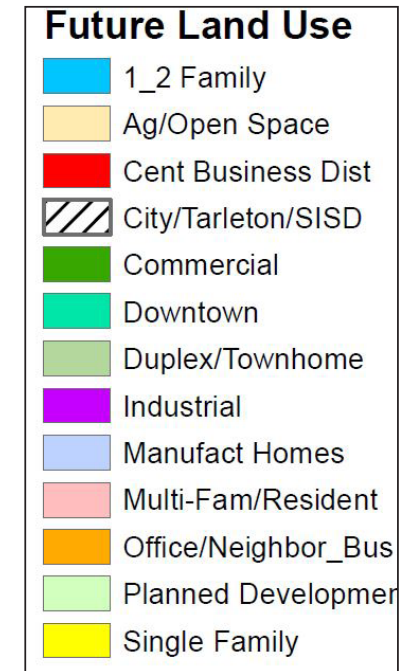 Future Land Use
1_2 Family
Ag/Open Space
Cent Business Dist
City/Tarleton/SISD
Commercial
Downtown
Duplex/Townhome
Industrial
Manufact Homes
Multi-Fam/Resident
Office/Neighbor_Bus
Planned Developmer
Single Family